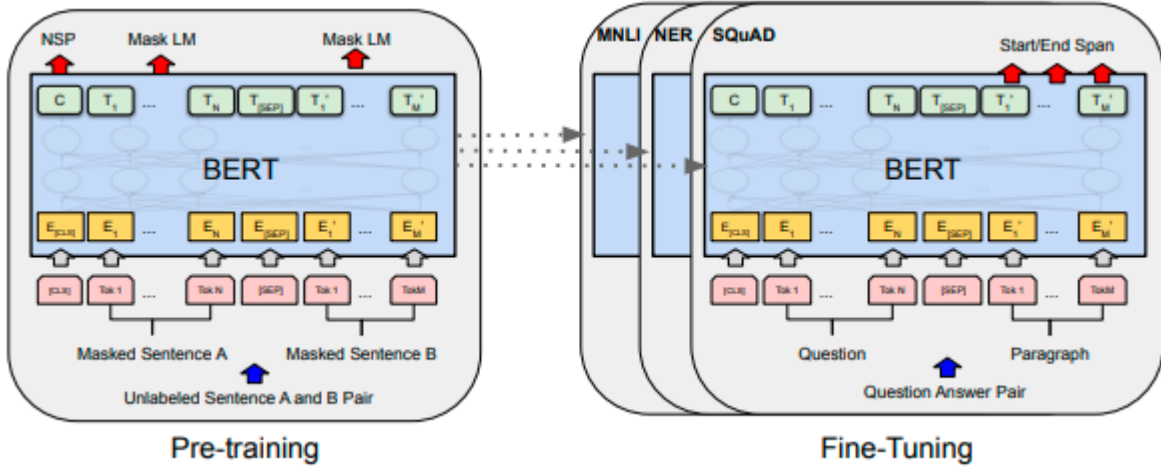 NSP Mask LM Mask LM
C T1 ... TN T[SEP] T1' ... TM'
BERT
E[CLS] E1 ... EN E[SEP] E1' ... EM'
[CLS] Tok 1 ... Tok N [SEP] Tok 1 ... TokM
Masked Sentence A Masked Sentence B
Unlabeled Sentence A and B Pair
Pre-training
MNLI NER SQuAD
Start/End Span
C T1 ... TN T[SEP] T1' ... TM'
BERT
E[CLS] E1 ... EN E[SEP] E1' ... EM'
[CLS] Tok 1 ... Tok N [SEP] Tok 1 ... TokM
Question Paragraph
Question Answer Pair
Fine-Tuning